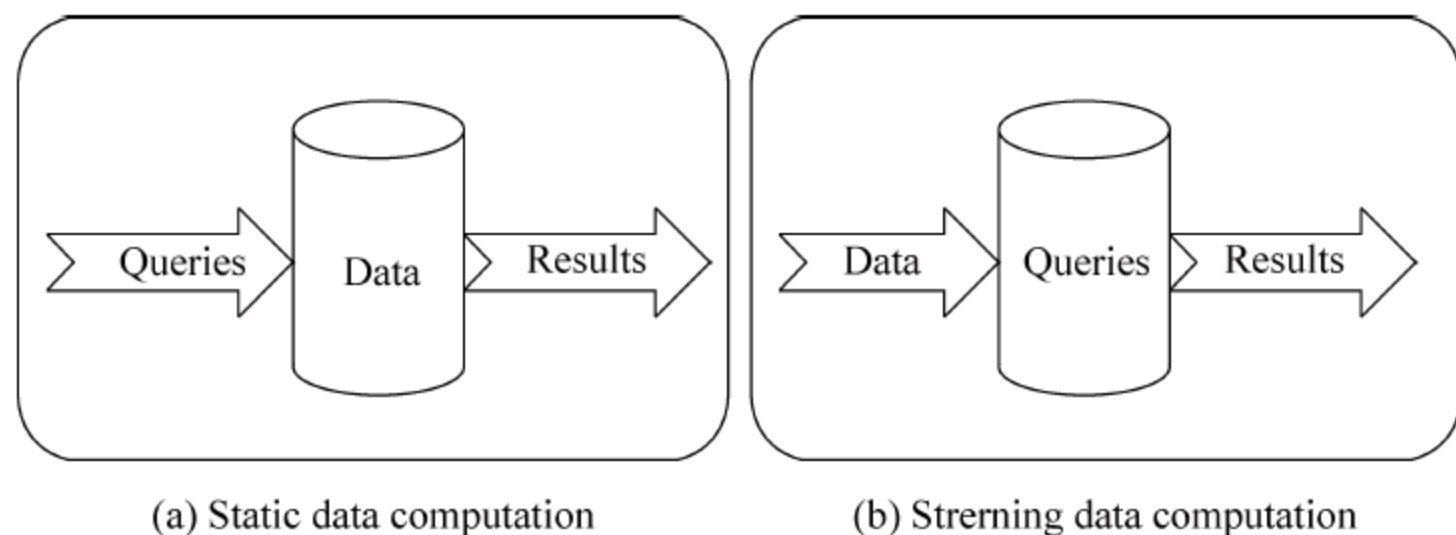 Queries
Data
Results
(a) Static data computation
Data
Queries
Results
(b) Strerning data computation